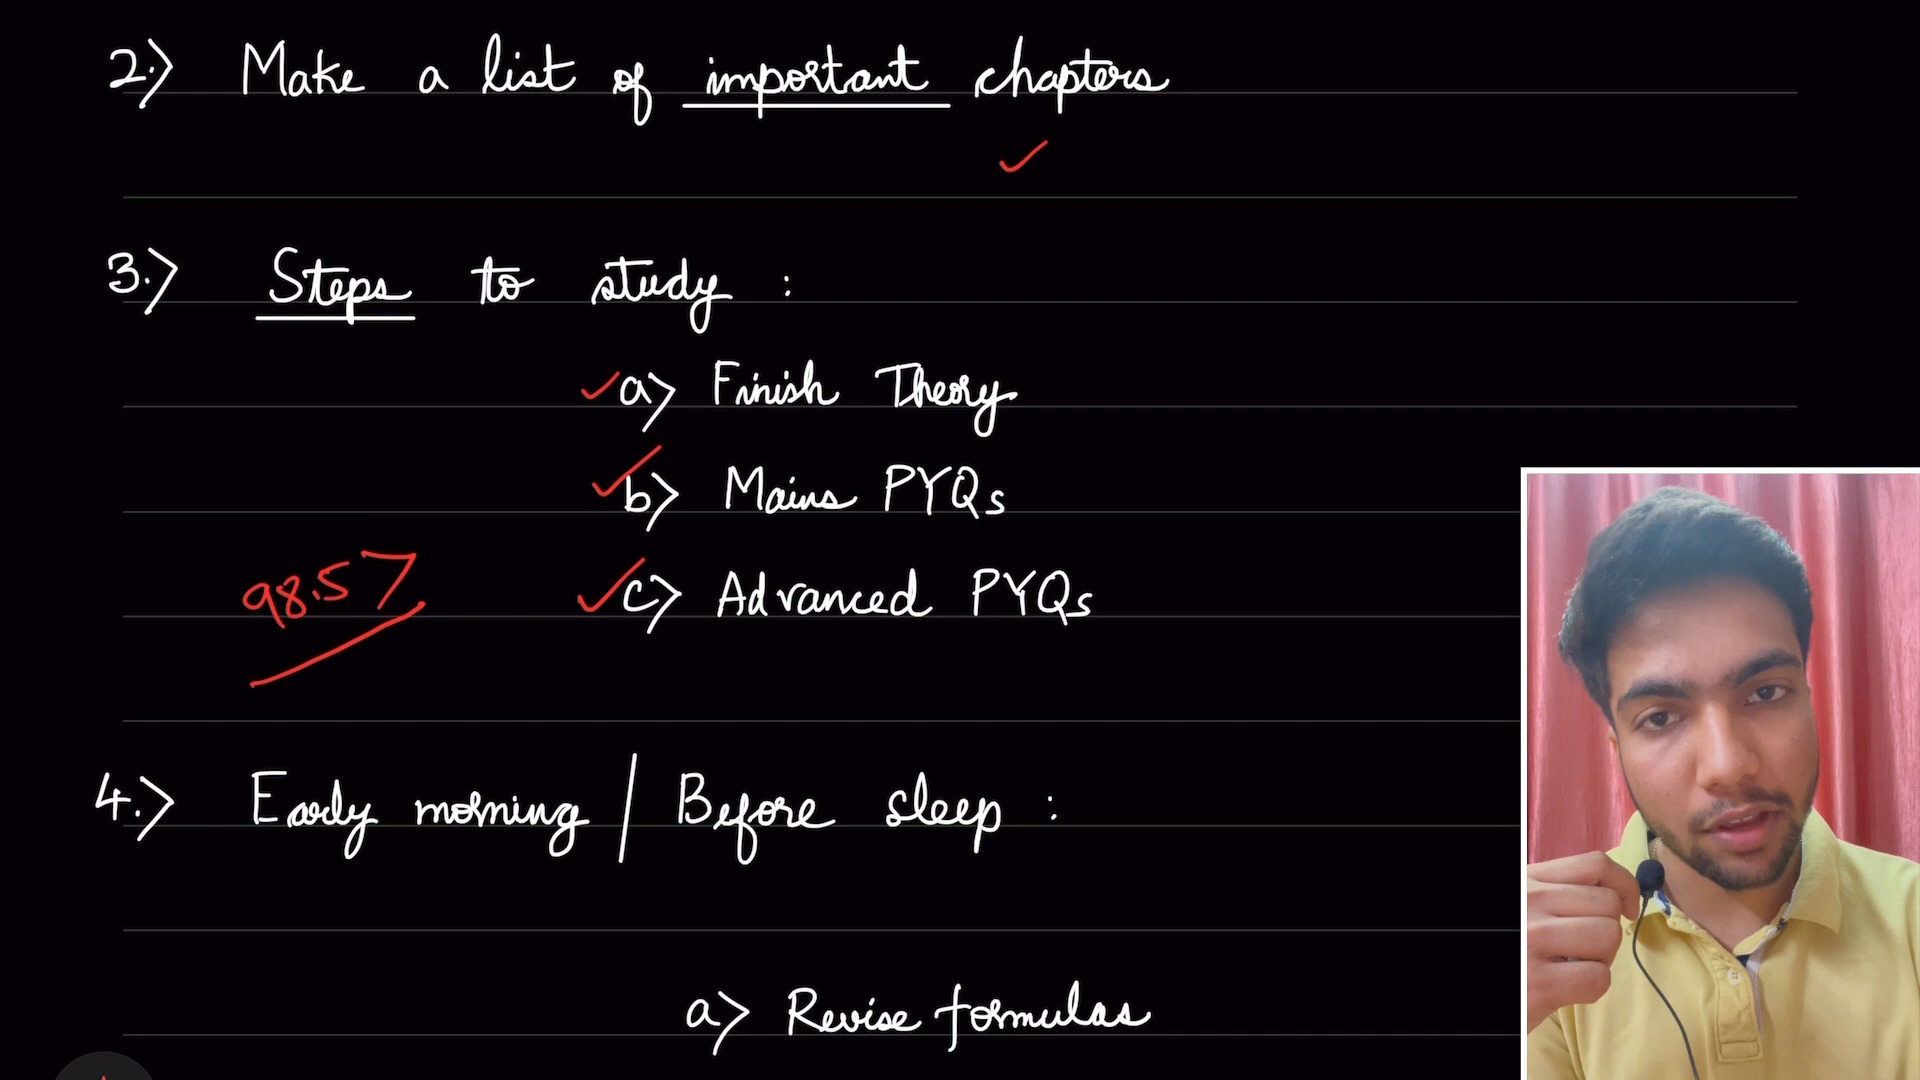 2.) Make a list of important chapters
3.) Steps to study :
a) Finish Theory
b) Mains PYQs
98.57
c) Advanced PYQs
4.) Early morning / Before sleep :
a) Revise formulas